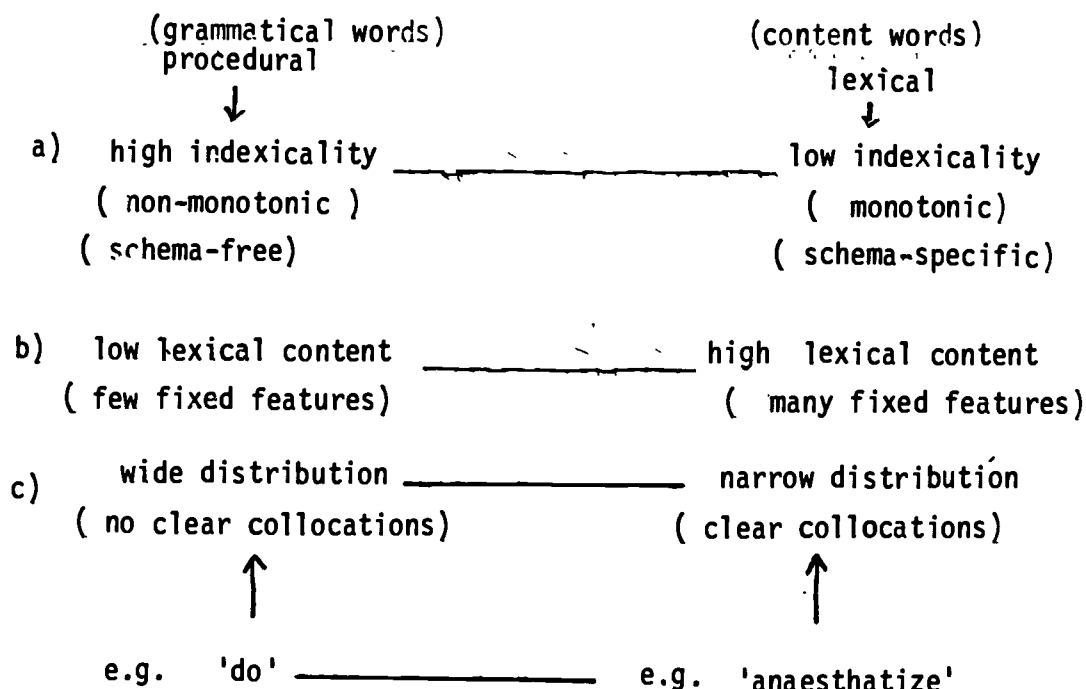 (grammatical words) (content words)
procedural lexical
a) high indexicality low indexicality
( non-monotonic ) ( monotonic)
( schema-free) ( schema-specific)
b) low lexical content high lexical content
( few fixed features) ( many fixed features)
c) wide distribution narrow distribution
( no clear collocations) ( clear collocations)
e.g. 'do' e.g. 'anaesthatize'